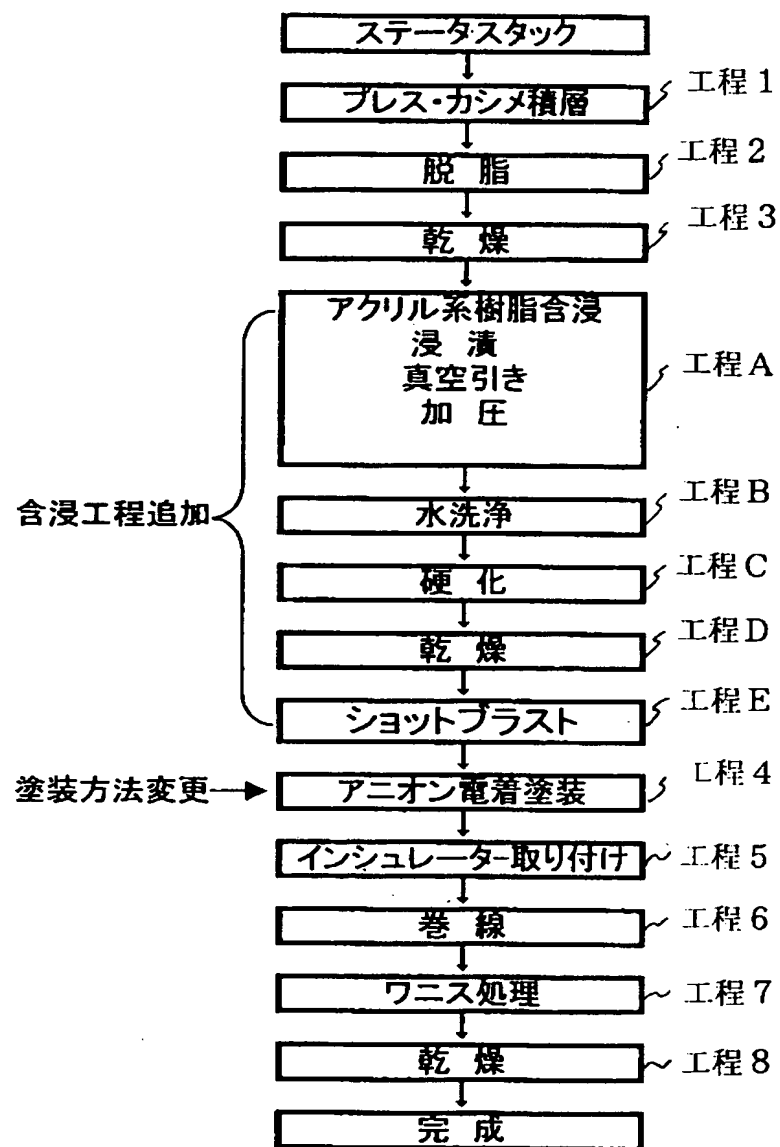 ステータスタック
プレス・カシメ積層
工程1
脱 脂
工程2
乾 燥
工程3
アクリル系樹脂含浸
浸 漬
真空引き
加 圧
工程A
含浸工程追加
水洗浄
工程B
硬 化
工程C
乾 燥
工程D
ショットブラスト
工程E
塗装方法変更
アニオン電着塗装
工程4
インシュレーター取り付け
工程5
巻 線
工程6
ワニス処理
工程7
乾 燥
工程8
完 成